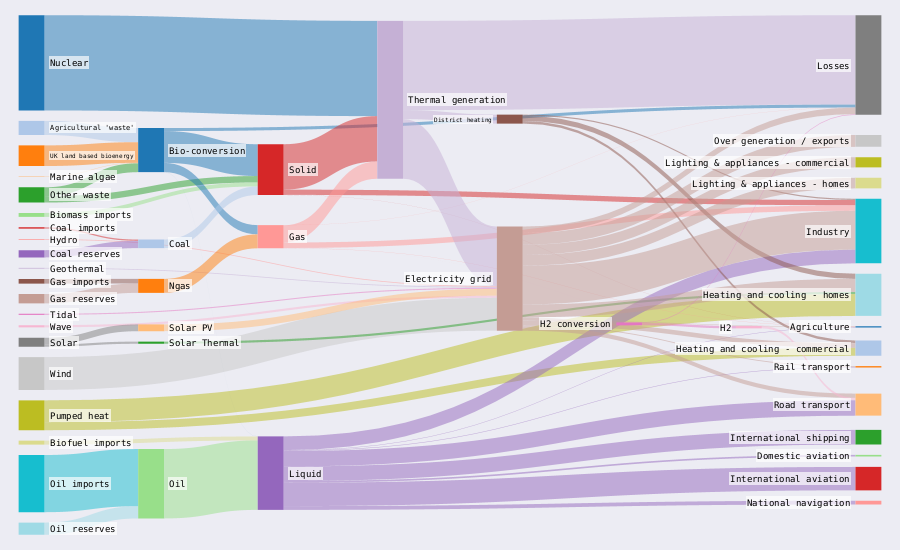 Nuclear
Agricultural 'waste'
UK land based bioenergy
Marine algae
Other waste
Biomass imports
Coal imports
Hydro
Coal reserves
Geothermal
Gas imports
Gas reserves
Tidal
Wave
Solar
Wind
Pumped heat
Biofuel imports
Oil imports
Oil reserves
Bio-conversion
Coal
Ngas
Solar PV
Solar Thermal
Oil
Solid
Gas
Liquid
Thermal generation
District heating
Electricity grid
H2 conversion
H2
Losses
Over generation / exports
Lighting & appliances - commercial
Lighting & appliances - homes
Industry
Heating and cooling - homes
Agriculture
Heating and cooling - commercial
Rail transport
Road transport
International shipping
Domestic aviation
International aviation
National navigation